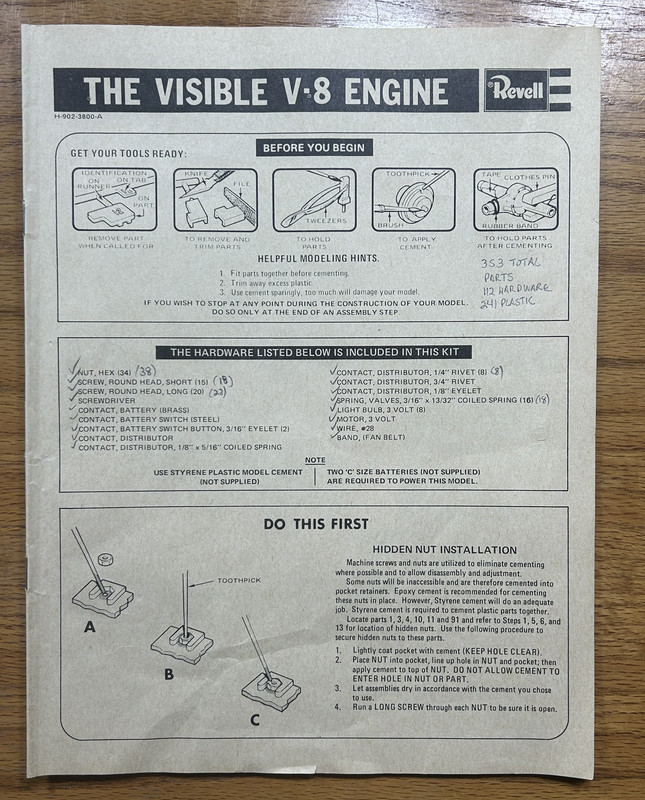 THE VISIBLE V-8 ENGINE
Revell
H-902-3800-A
BEFORE YOU BEGIN
GET YOUR TOOLS READY:
IDENTIFICATION
ON RUNNER
ON TAB
ON PART
REMOVE PART
WHEN CALLED FOR
KNIFE
FILE
TO REMOVE AND
TRIM PARTS
TWEEZERS
TO HOLD
PARTS
TOOTHPICK
BRUSH
TO APPLY
CEMENT
TAPE
CLOTHES PIN
RUBBER BAND
TO HOLD PARTS
AFTER CEMENTING
HELPFUL MODELING HINTS.
1. Fit parts together before cementing.
2. Trim away excess plastic.
3. Use cement sparingly, too much will damage your model.
IF YOU WISH TO STOP AT ANY POINT DURING THE CONSTRUCTION OF YOUR MODEL.
DO SO ONLY AT THE END OF AN ASSEMBLY STEP
353 TOTAL
PARTS
112 HARDWARE
241 PLASTIC
THE HARDWARE LISTED BELOW IS INCLUDED IN THIS KIT
NUT, HEX (34) (38)
SCREW, ROUND HEAD, SHORT (15) (18)
SCREW, ROUND HEAD, LONG (20) (22)
SCREWDRIVER
CONTACT, BATTERY (BRASS)
CONTACT, BATTERY SWITCH (STEEL)
CONTACT, BATTERY SWITCH BUTTON, 3/16" EYELET (2)
CONTACT, DISTRIBUTOR
CONTACT, DISTRIBUTOR, 1/8" x 5/16" COILED SPRING
CONTACT, DISTRIBUTOR, 1/4" RIVET (8) (8)
CONTACT, DISTRIBUTOR, 3/4" RIVET
CONTACT, DISTRIBUTOR, 1/8" EYELET
SPRING, VALVES, 3/16" x 13/32" COILED SPRING (16) (18)
LIGHT BULB, 3 VOLT (8)
MOTOR, 3 VOLT
WIRE, #28
BAND, (FAN BELT)
NOTE
USE STYRENE PLASTIC MODEL CEMENT
(NOT SUPPLIED)
TWO 'C' SIZE BATTERIES (NOT SUPPLIED)
ARE REQUIRED TO POWER THIS MODEL.
DO THIS FIRST
A
TOOTHPICK
B
C
HIDDEN NUT INSTALLATION
Machine screws and nuts are utilized to eliminate cementing
where possible and to allow disassembly and adjustment.
Some nuts will be inaccessible and are therefore cemented into
pocket retainers. Epoxy cement is recommended for cementing
these nuts in place. However, Styrene cement will do an adequate
job. Styrene cement is required to cement plastic parts together.
Locate parts 1, 3, 4, 10, 11 and 91 and refer to Steps 1, 5, 6, and
13 for location of hidden nuts. Use the following procedure to
secure hidden nuts to these parts.
1. Lightly coat pocket with cement (KEEP HOLE CLEAR).
2. Place NUT into pocket, line up hole in NUT and pocket; then
apply cement to top of NUT. DO NOT ALLOW CEMENT TO
ENTER HOLE IN NUT OR PART.
3. Let assemblies dry in accordance with the cement you chose
to use.
4. Run a LONG SCREW through each NUT to be sure it is open.